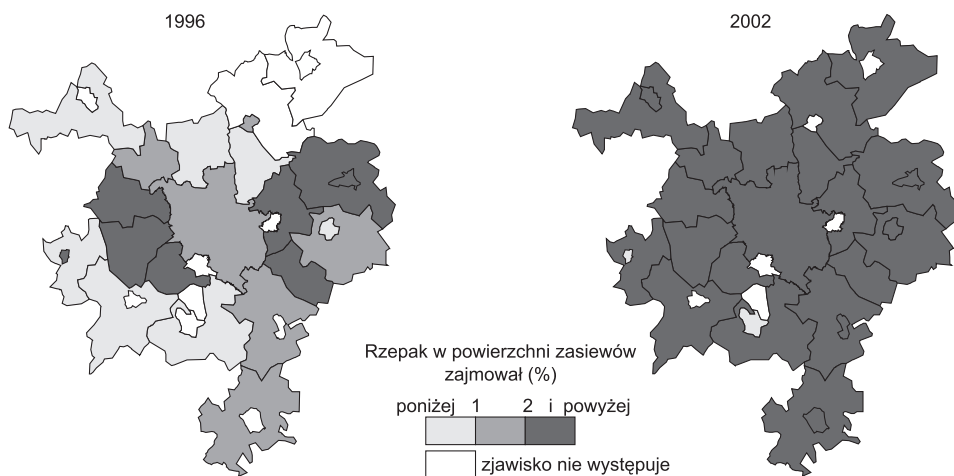 1996
2002
Rzepak w powierzchni zasiewów
zajmował (%)
poniżej 1 2 i powyżej
zjawisko nie występuje